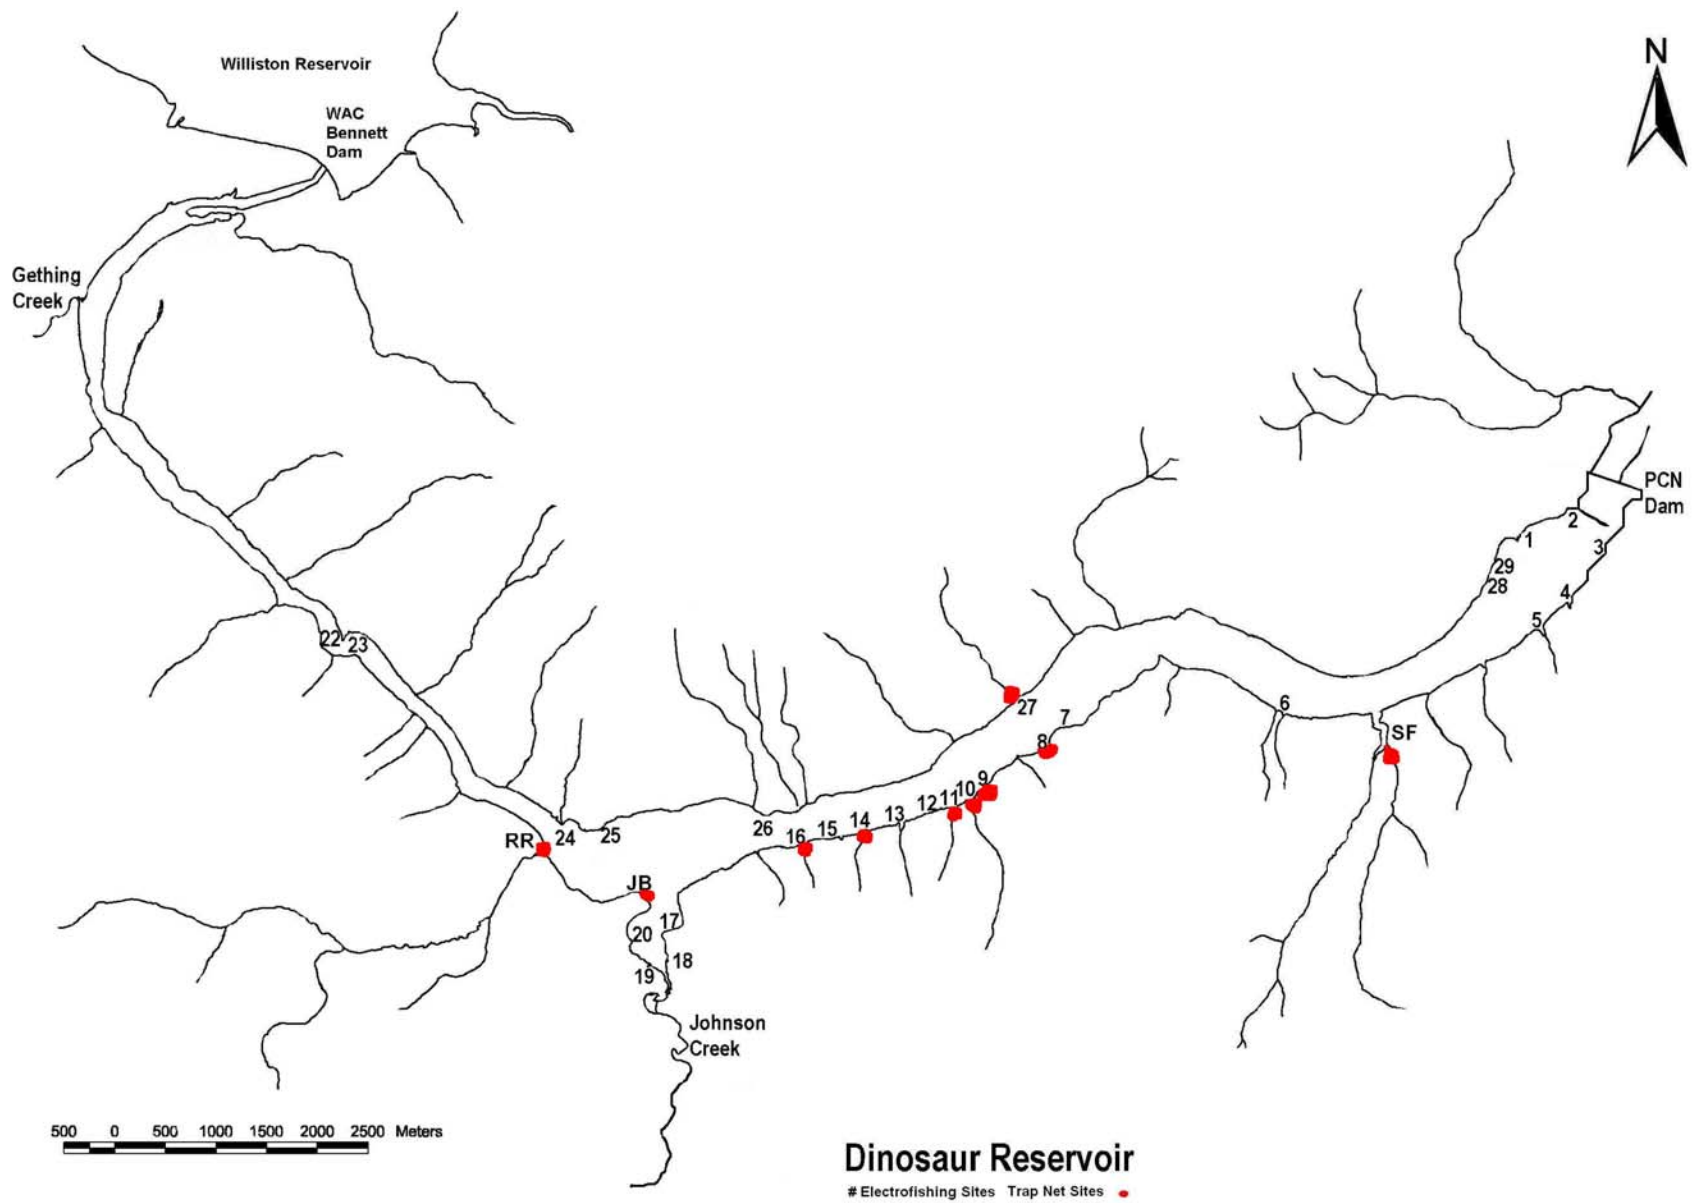 Williston Reservoir
N
WAC
Bennett
Dam
Gething
Creek
PCN
Dam
2
1
3
29
28
4
5
22
23
27
6
7
SF
8
9
10
11
12
13
14
15
16
26
25
24
RR
JB
17
20
18
19
Johnson
Creek
500 0 500 1000 1500 2000 2500 Meters
Dinosaur Reservoir
# Electrofishing Sites Trap Net Sites